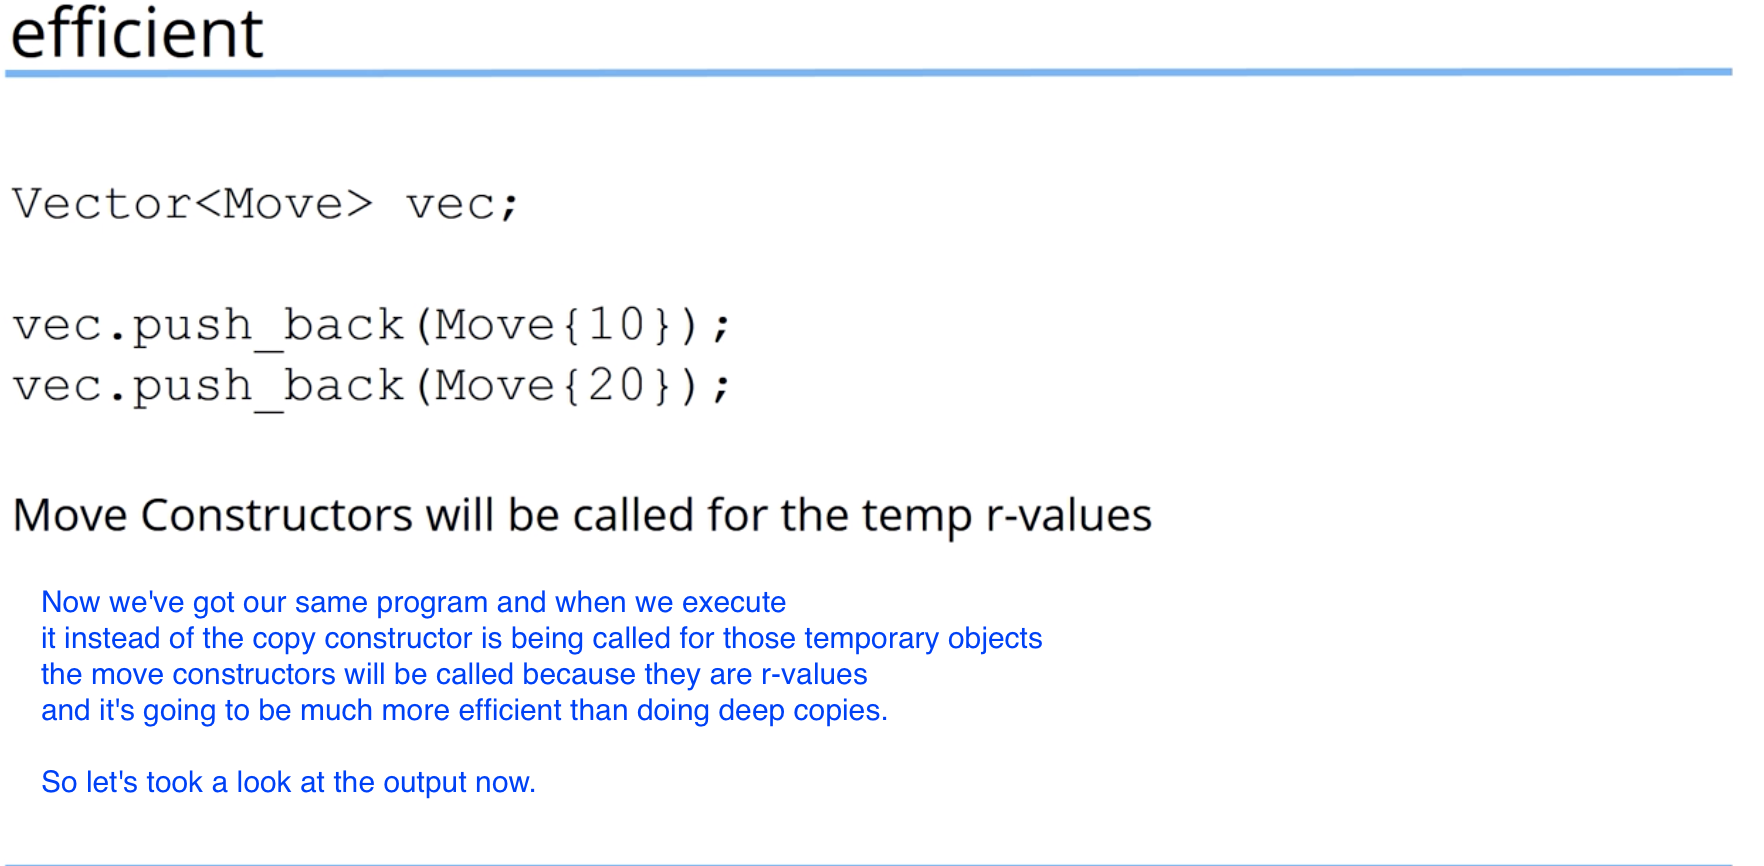 efficient
Vector<Move> vec;
vec.push_back(Move{10});
vec.push_back(Move{20});
Move Constructors will be called for the temp r-values
Now we've got our same program and when we execute
it instead of the copy constructor is being called for those temporary objects
the move constructors will be called because they are r-values
and it's going to be much more efficient than doing deep copies.
So let's took a look at the output now.